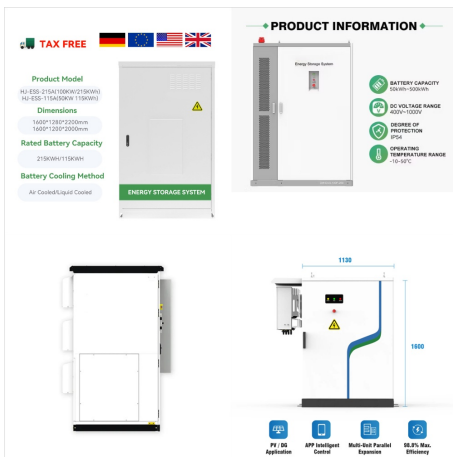 TAX FREE
Product Model
HJ-ESS-215A(100KW/215KWh)
HJ-ESS-115A(50KW 115KWh)
Dimensions
1600*1280*2200mm
1600*1200*2000mm
Rated Battery Capacity
215KWH/115KWH
Battery Cooling Method
Air Cooled/Liquid Cooled
ENERGY STORAGE SYSTEM
PRODUCT INFORMATION
Energy Storage System
BATTERY CAPACITY
50kWh~500kWh
DC VOLTAGE RANGE
400V~1000V
DEGREE OF
PROTECTION
IP54
OPERATING
TEMPERATURE RANGE
-10~50°C
1130
1600
PV / DG
Application
APP Intelligent
Control
Multi-Unit Parallel
Expansion
98.8% Max.
Efficiency